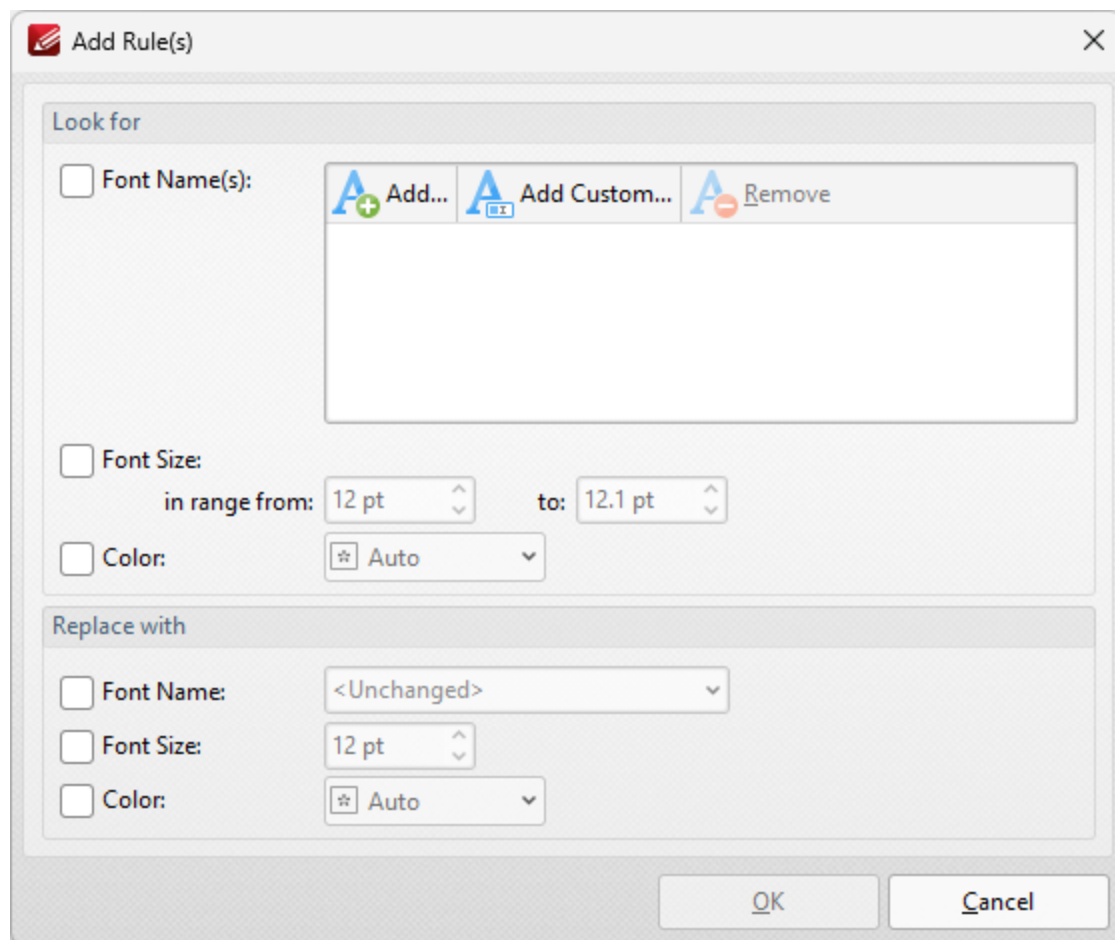 Add Rule(s)
Look for
Font Name(s):
Add... Add Custom... Remove
Font Size:
in range from: 12 pt to: 12.1 pt
Color: Auto
Replace with
Font Name: <Unchanged>
Font Size: 12 pt
Color: Auto
OK Cancel